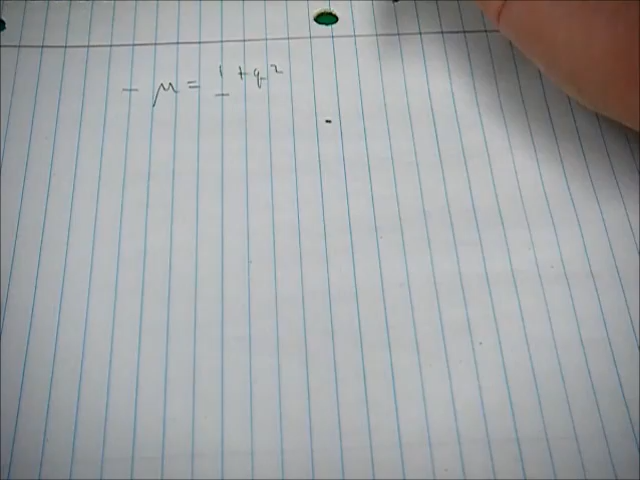 - μ = 1 + q²